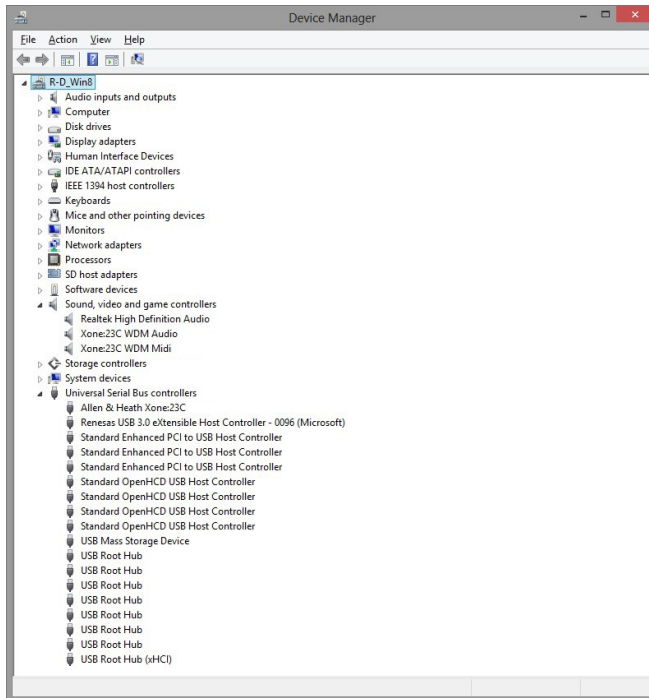 Device Manager
File Action View Help
R-D_Win8
Audio inputs and outputs
Computer
Disk drives
Display adapters
Human Interface Devices
IDE ATA/ATAPI controllers
IEEE 1394 host controllers
Keyboards
Mice and other pointing devices
Monitors
Network adapters
Processors
SD host adapters
Software devices
Sound, video and game controllers
Realtek High Definition Audio
Xone:23C WDM Audio
Xone:23C WDM Midi
Storage controllers
System devices
Universal Serial Bus controllers
Allen & Heath Xone:23C
Renesas USB 3.0 eXtensible Host Controller - 0096 (Microsoft)
Standard Enhanced PCI to USB Host Controller
Standard Enhanced PCI to USB Host Controller
Standard Enhanced PCI to USB Host Controller
Standard OpenHCD USB Host Controller
Standard OpenHCD USB Host Controller
Standard OpenHCD USB Host Controller
Standard OpenHCD USB Host Controller
USB Mass Storage Device
USB Root Hub
USB Root Hub
USB Root Hub
USB Root Hub
USB Root Hub
USB Root Hub
USB Root Hub
USB Root Hub (xHCI)